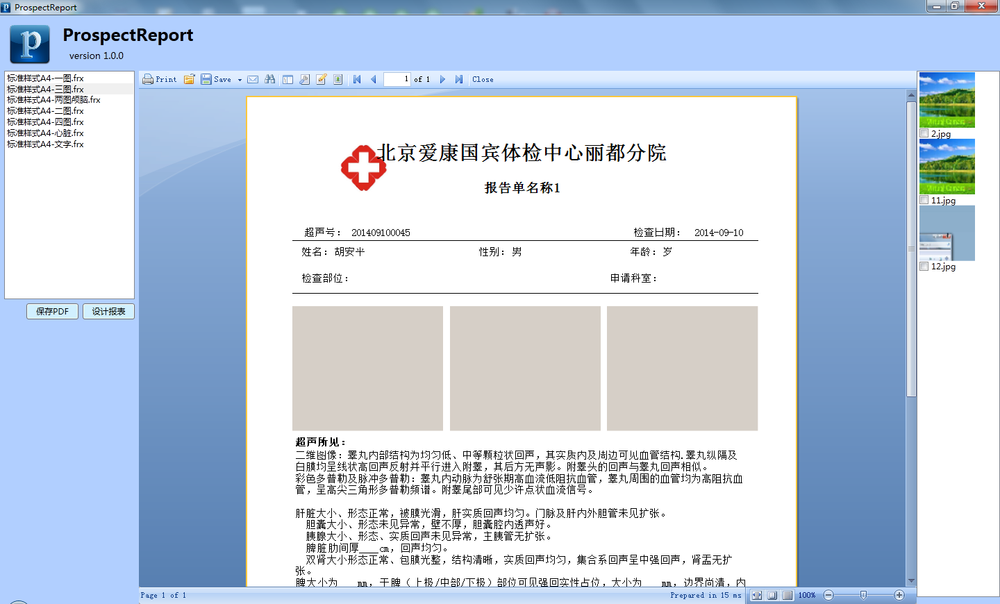 ProspectReport
ProspectReport
version 1.0.0
标准样式A4-一图.frx
标准样式A4-三图.frx
标准样式A4-两图颅脑.frx
标准样式A4-二图.frx
标准样式A4-四图.frx
标准样式A4-心脏.frx
标准样式A4-文字.frx
保存PDF 设计报表
Print Save 1 of 1 Close
北京爱康国宾体检中心丽都分院
报告单名称1
超声号： 201409100045 检查日期： 2014-09-10
姓名：胡安平 性别：男 年龄：岁
检查部位： 申请科室：
超声所见：
二维图像：睾丸内部结构为均匀低、中等颗粒状回声，其实质内及周边可见血管结构.睾丸纵隔及
白膜均呈线状高回声反射并平行进入附睾，其后方无声影。附睾头的回声与睾丸回声相似。
彩色多普勒及脉冲多普勒：睾丸内动脉为舒张期高血流低阻抗血管，睾丸周围的血管均为高阻抗血
管，呈高尖三角形多普勒频谱。附睾尾部可见少许点状血流信号。
肝脏大小、形态正常，被膜光滑，肝实质回声均匀。门脉及肝内外胆管未见扩张。
胆囊大小、形态未见异常，壁不厚，胆囊腔内透声好。
胰腺大小、形态、实质回声未见异常，主胰管无扩张。
脾脏肋间厚____cm，回声均匀。
双肾大小形态正常、包膜光整，结构清晰，实质回声均匀，集合系回声呈中强回声，肾盂无扩
张。
脾大小为___mm，于脾（上极/中部/下极）部位可见强回实性占位，大小为___mm，边界尚清，内
2.jpg
11.jpg
12.jpg
Page 1 of 1 Prepared in 15 ms 100%